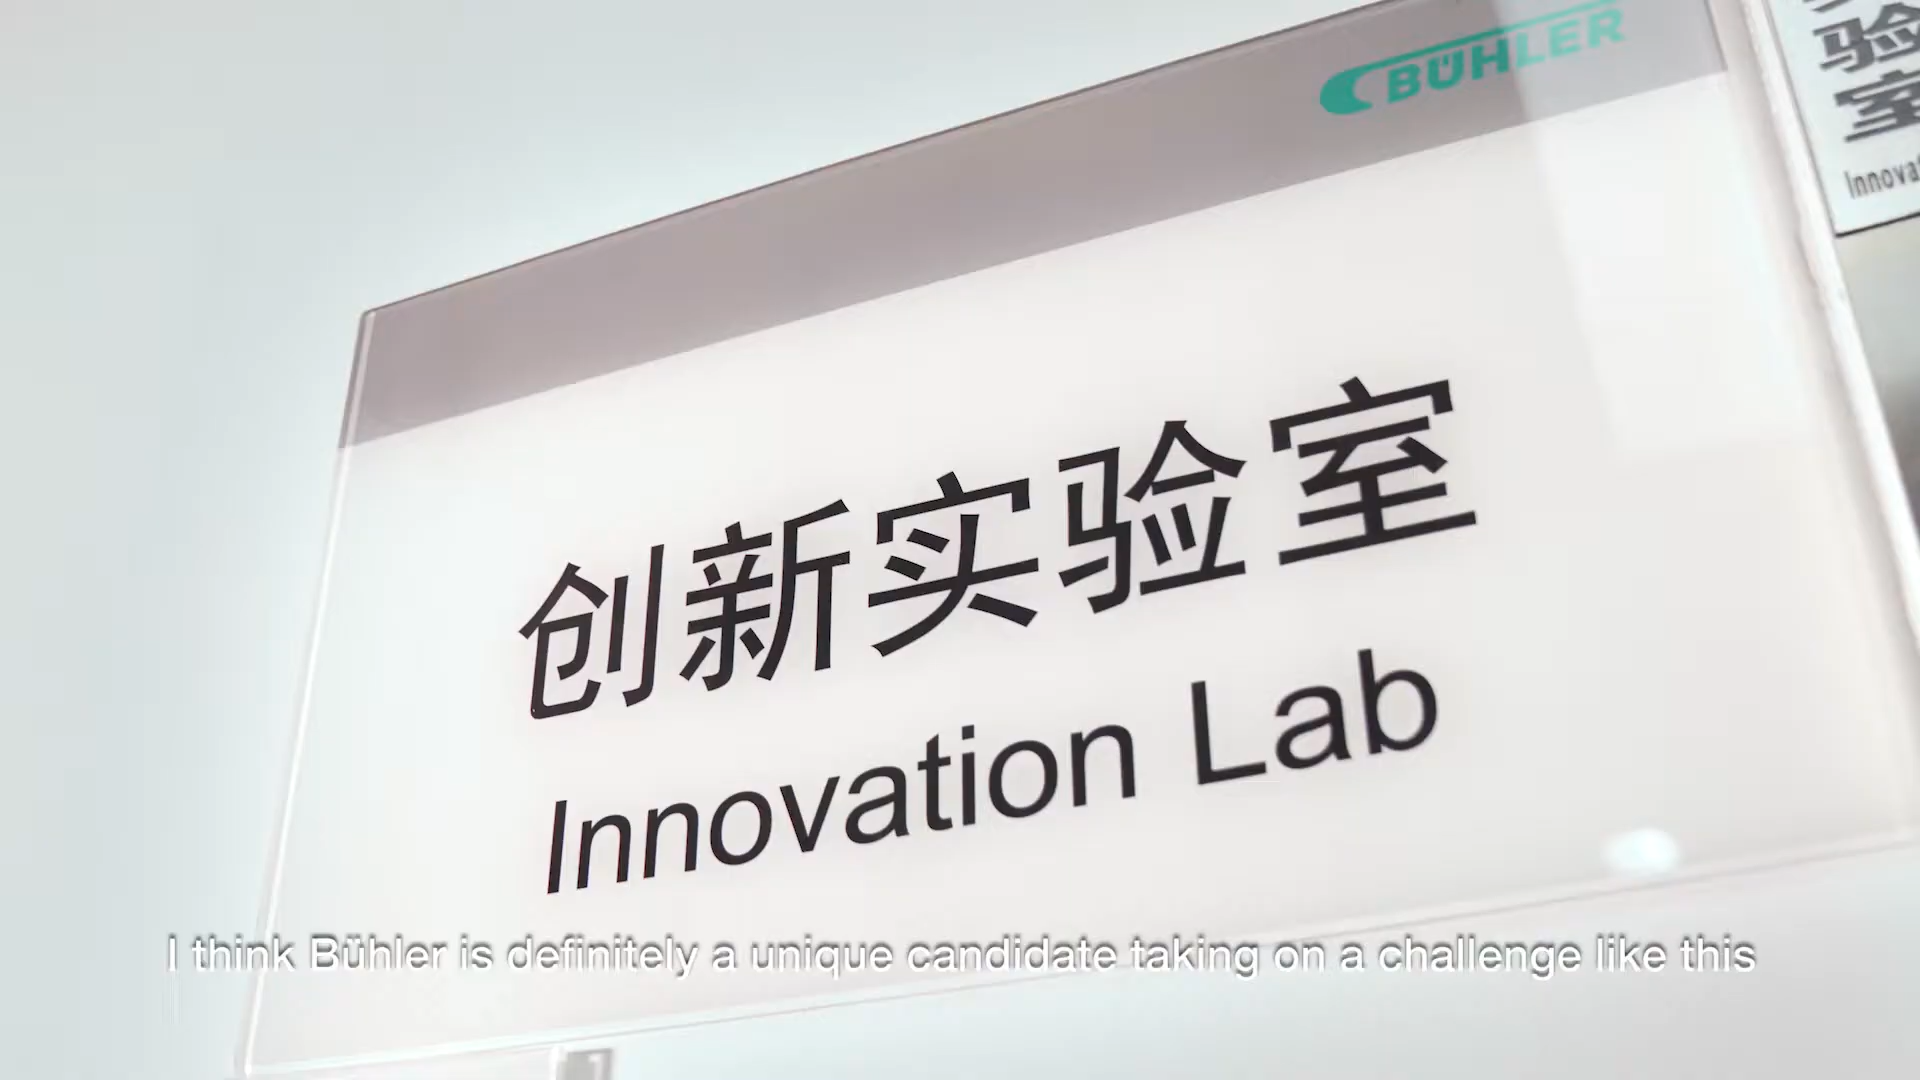 BÜHLER
创新实验室
Innovation Lab
验
室
I think Bühler is definitely a unique candidate taking on a challenge like this